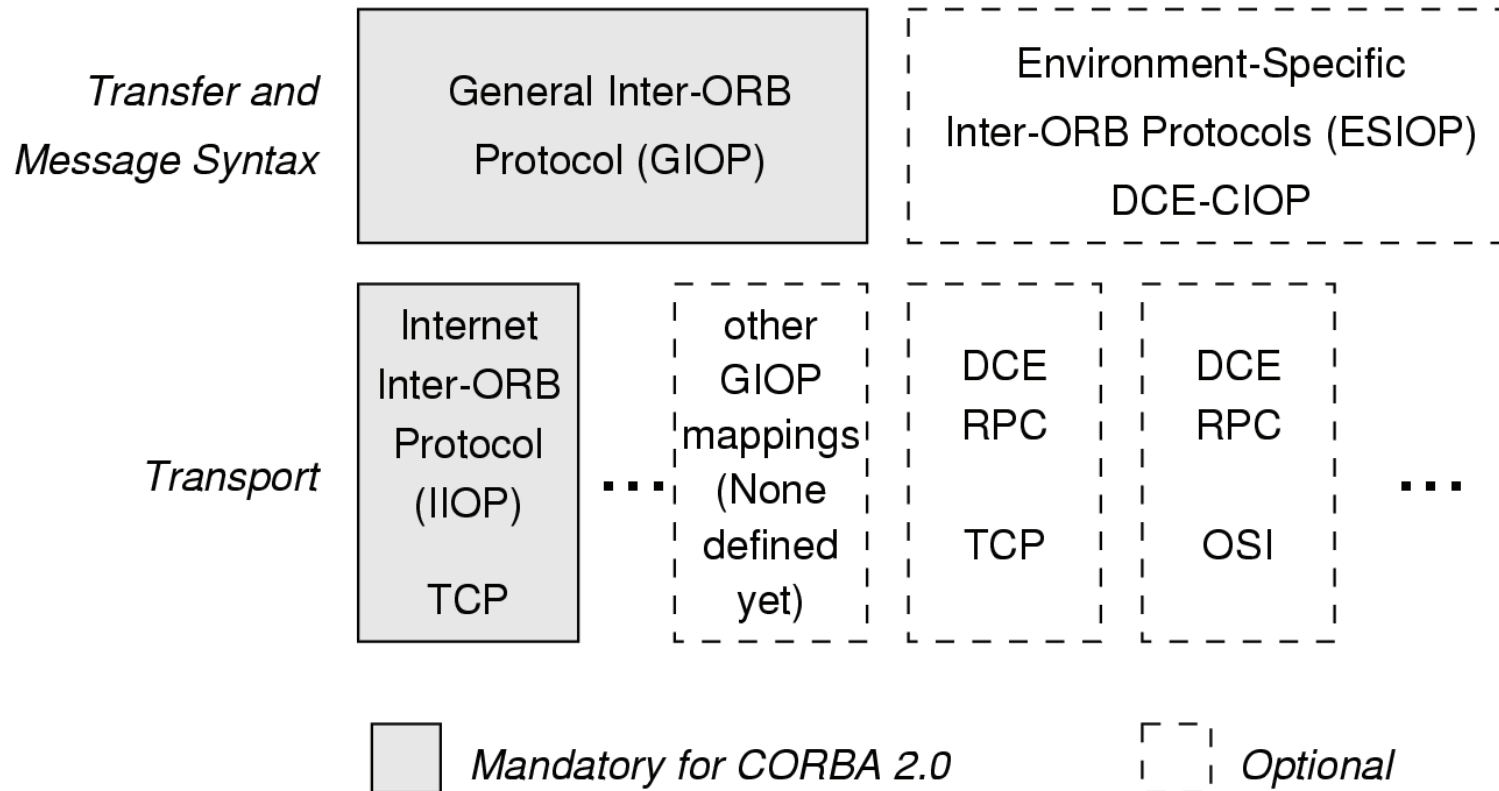 Transfer and
Message Syntax
General Inter-ORB
Protocol (GIOP)
Environment-Specific
Inter-ORB Protocols (ESIOP)
DCE-CIOP
Transport
Internet
Inter-ORB
Protocol
(IIOP)
TCP
...
other
GIOP
mappings
(None
defined
yet)
DCE
RPC
TCP
DCE
RPC
OSI
...
Mandatory for CORBA 2.0
Optional